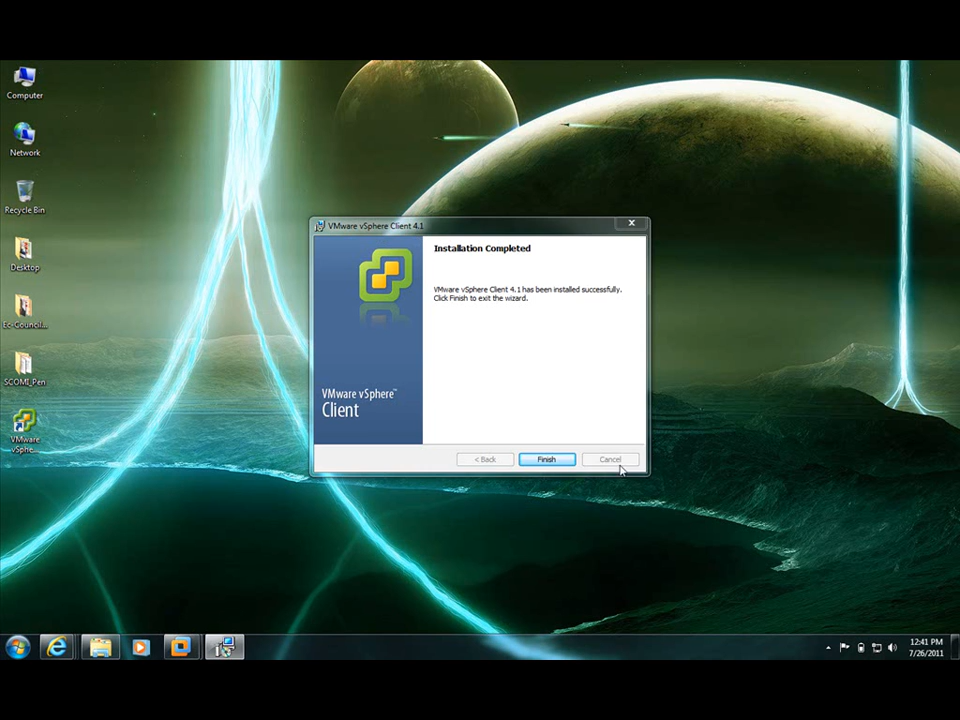 Computer
Network
Recycle Bin
Desktop
Ec-Council...
SCOMI_Pen
VMware
vSphe...
VMware vSphere Client 4.1
Installation Completed
VMware vSphere Client 4.1 has been installed successfully.
Click Finish to exit the wizard.
VMware vSphere™
Client
< Back
Finish
Cancel
12:41 PM
7/26/2011